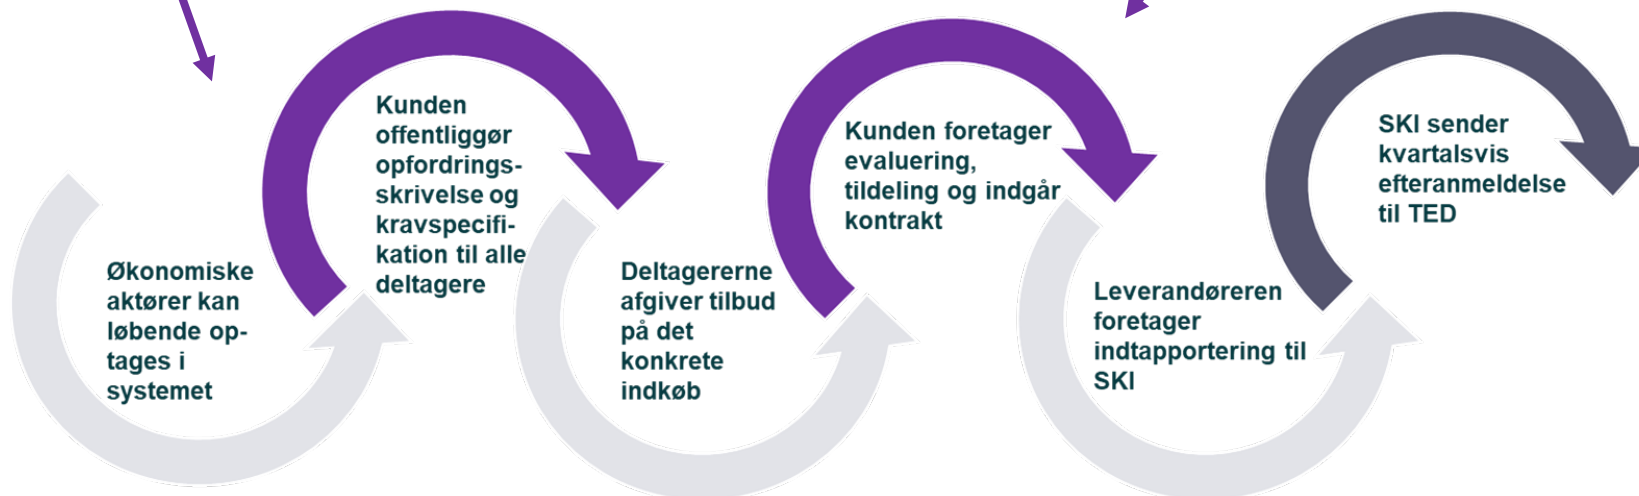 Økonomiske
aktører kan
løbende op-
tages i
systemet
Kunden
offentliggør
opfordrings-
skrivelse og
kravspecifi-
kation til alle
deltagere
Deltagererne
afgiver tilbud
på det
konkrete
indkøb
Kunden foretager
evaluering,
tildeling og indgår
kontrakt
Leverandøreren
foretager
indtapportering til
SKI
SKI sender
kvartalsvis
efteranmeldelse
til TED